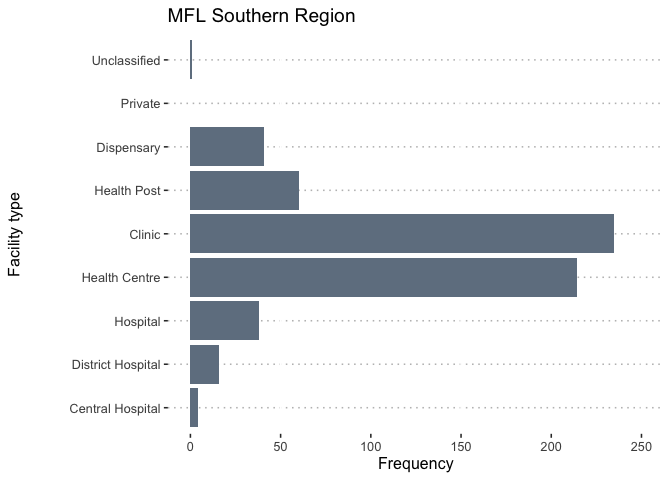 MFL Southern Region
Unclassified
Private
Dispensary
Health Post
Clinic
Health Centre
Hospital
District Hospital
Central Hospital
Facility type
0 50 100 150 200 250
Frequency